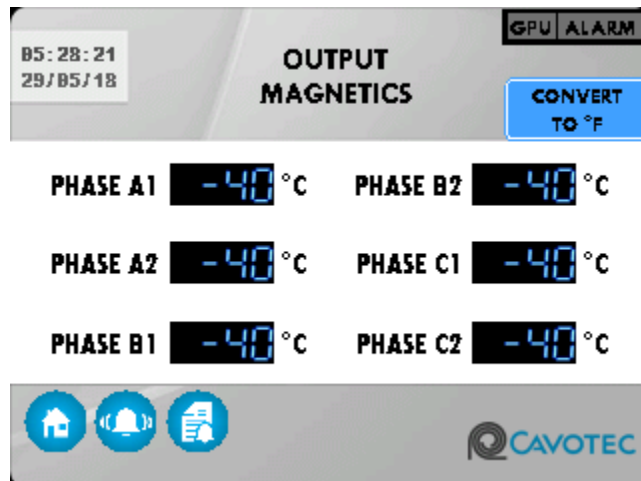 05:28:21
29/05/18
OUTPUT
MAGNETICS
GPU ALARM
CONVERT
TO °F
PHASE A1 -40 °C
PHASE B2 -40 °C
PHASE A2 -40 °C
PHASE C1 -40 °C
PHASE B1 -40 °C
PHASE C2 -40 °C
CAVOTEC